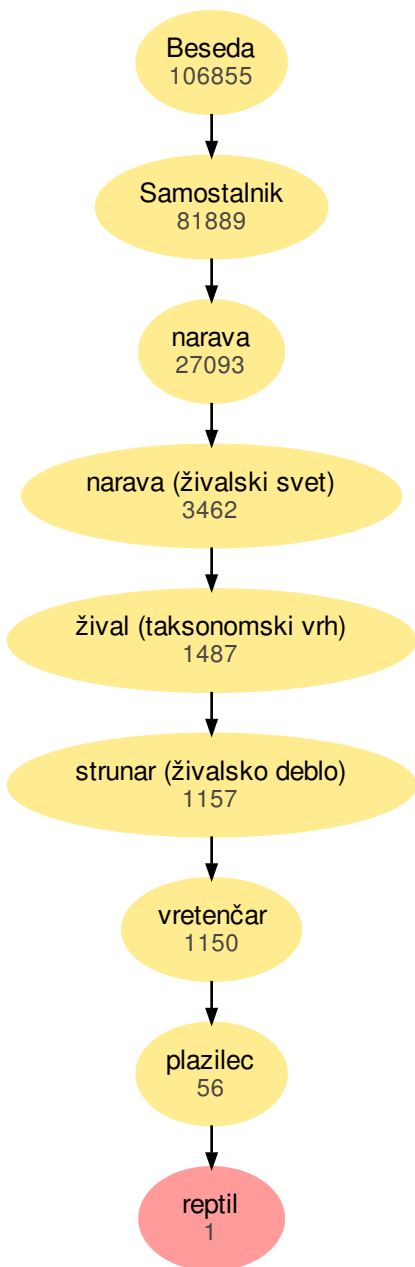 Beseda
106855
Samostalnik
81889
narava
27093
narava (živalski svet)
3462
žival (taksonomski vrh)
1487
strunar (živalsko deblo)
1157
vretenčar
1150
plazilec
56
reptil
1